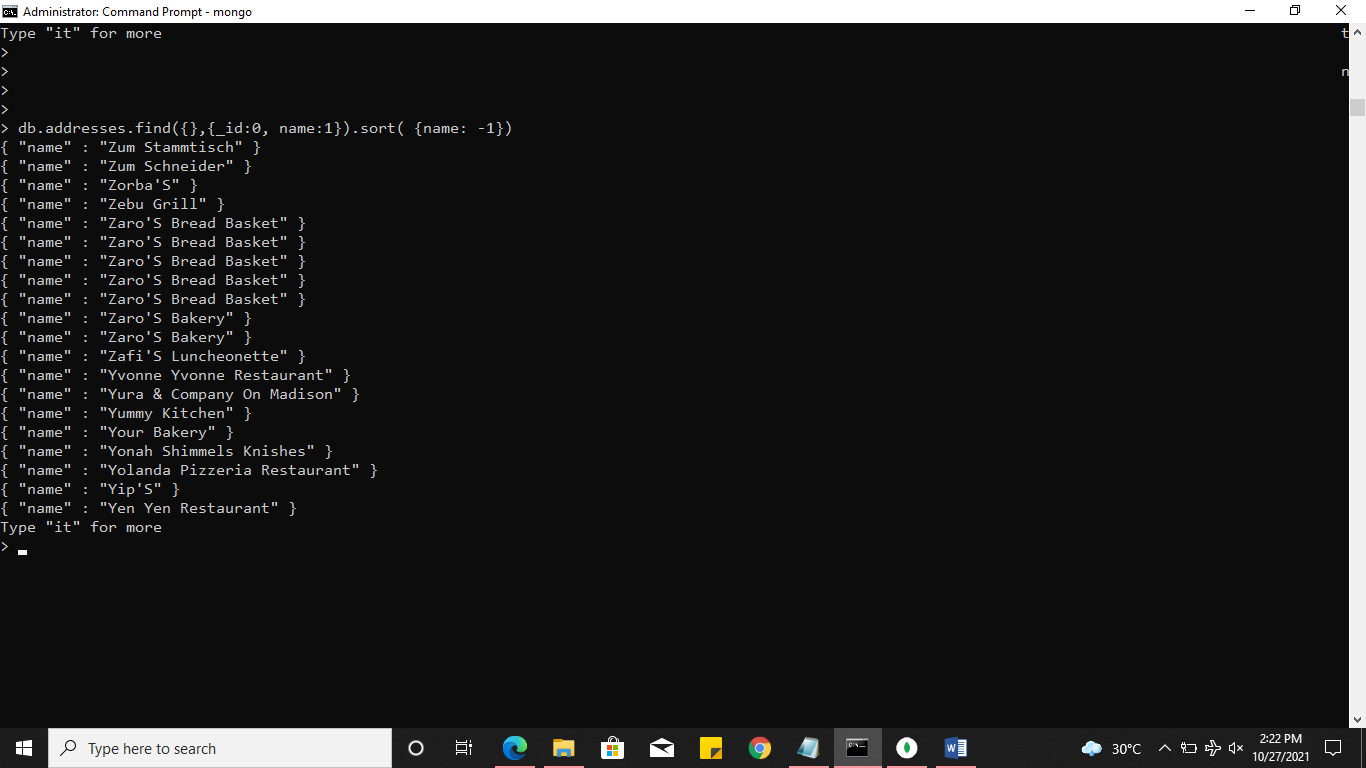 Administrator: Command Prompt - mongo
Type "it" for more
t
>
>
n
>
>
> db.addresses.find({},{_id:0, name:1}).sort( {name: -1})
{ "name" : "Zum Stammtisch" }
{ "name" : "Zum Schneider" }
{ "name" : "Zorba'S" }
{ "name" : "Zebu Grill" }
{ "name" : "Zaro'S Bread Basket" }
{ "name" : "Zaro'S Bread Basket" }
{ "name" : "Zaro'S Bread Basket" }
{ "name" : "Zaro'S Bread Basket" }
{ "name" : "Zaro'S Bread Basket" }
{ "name" : "Zaro'S Bakery" }
{ "name" : "Zaro'S Bakery" }
{ "name" : "Zafi'S Luncheonette" }
{ "name" : "Yvonne Yvonne Restaurant" }
{ "name" : "Yura & Company On Madison" }
{ "name" : "Yummy Kitchen" }
{ "name" : "Your Bakery" }
{ "name" : "Yonah Shimmels Knishes" }
{ "name" : "Yolanda Pizzeria Restaurant" }
{ "name" : "Yip'S" }
{ "name" : "Yen Yen Restaurant" }
Type "it" for more
>
Type here to search
30°C
2:22 PM
10/27/2021